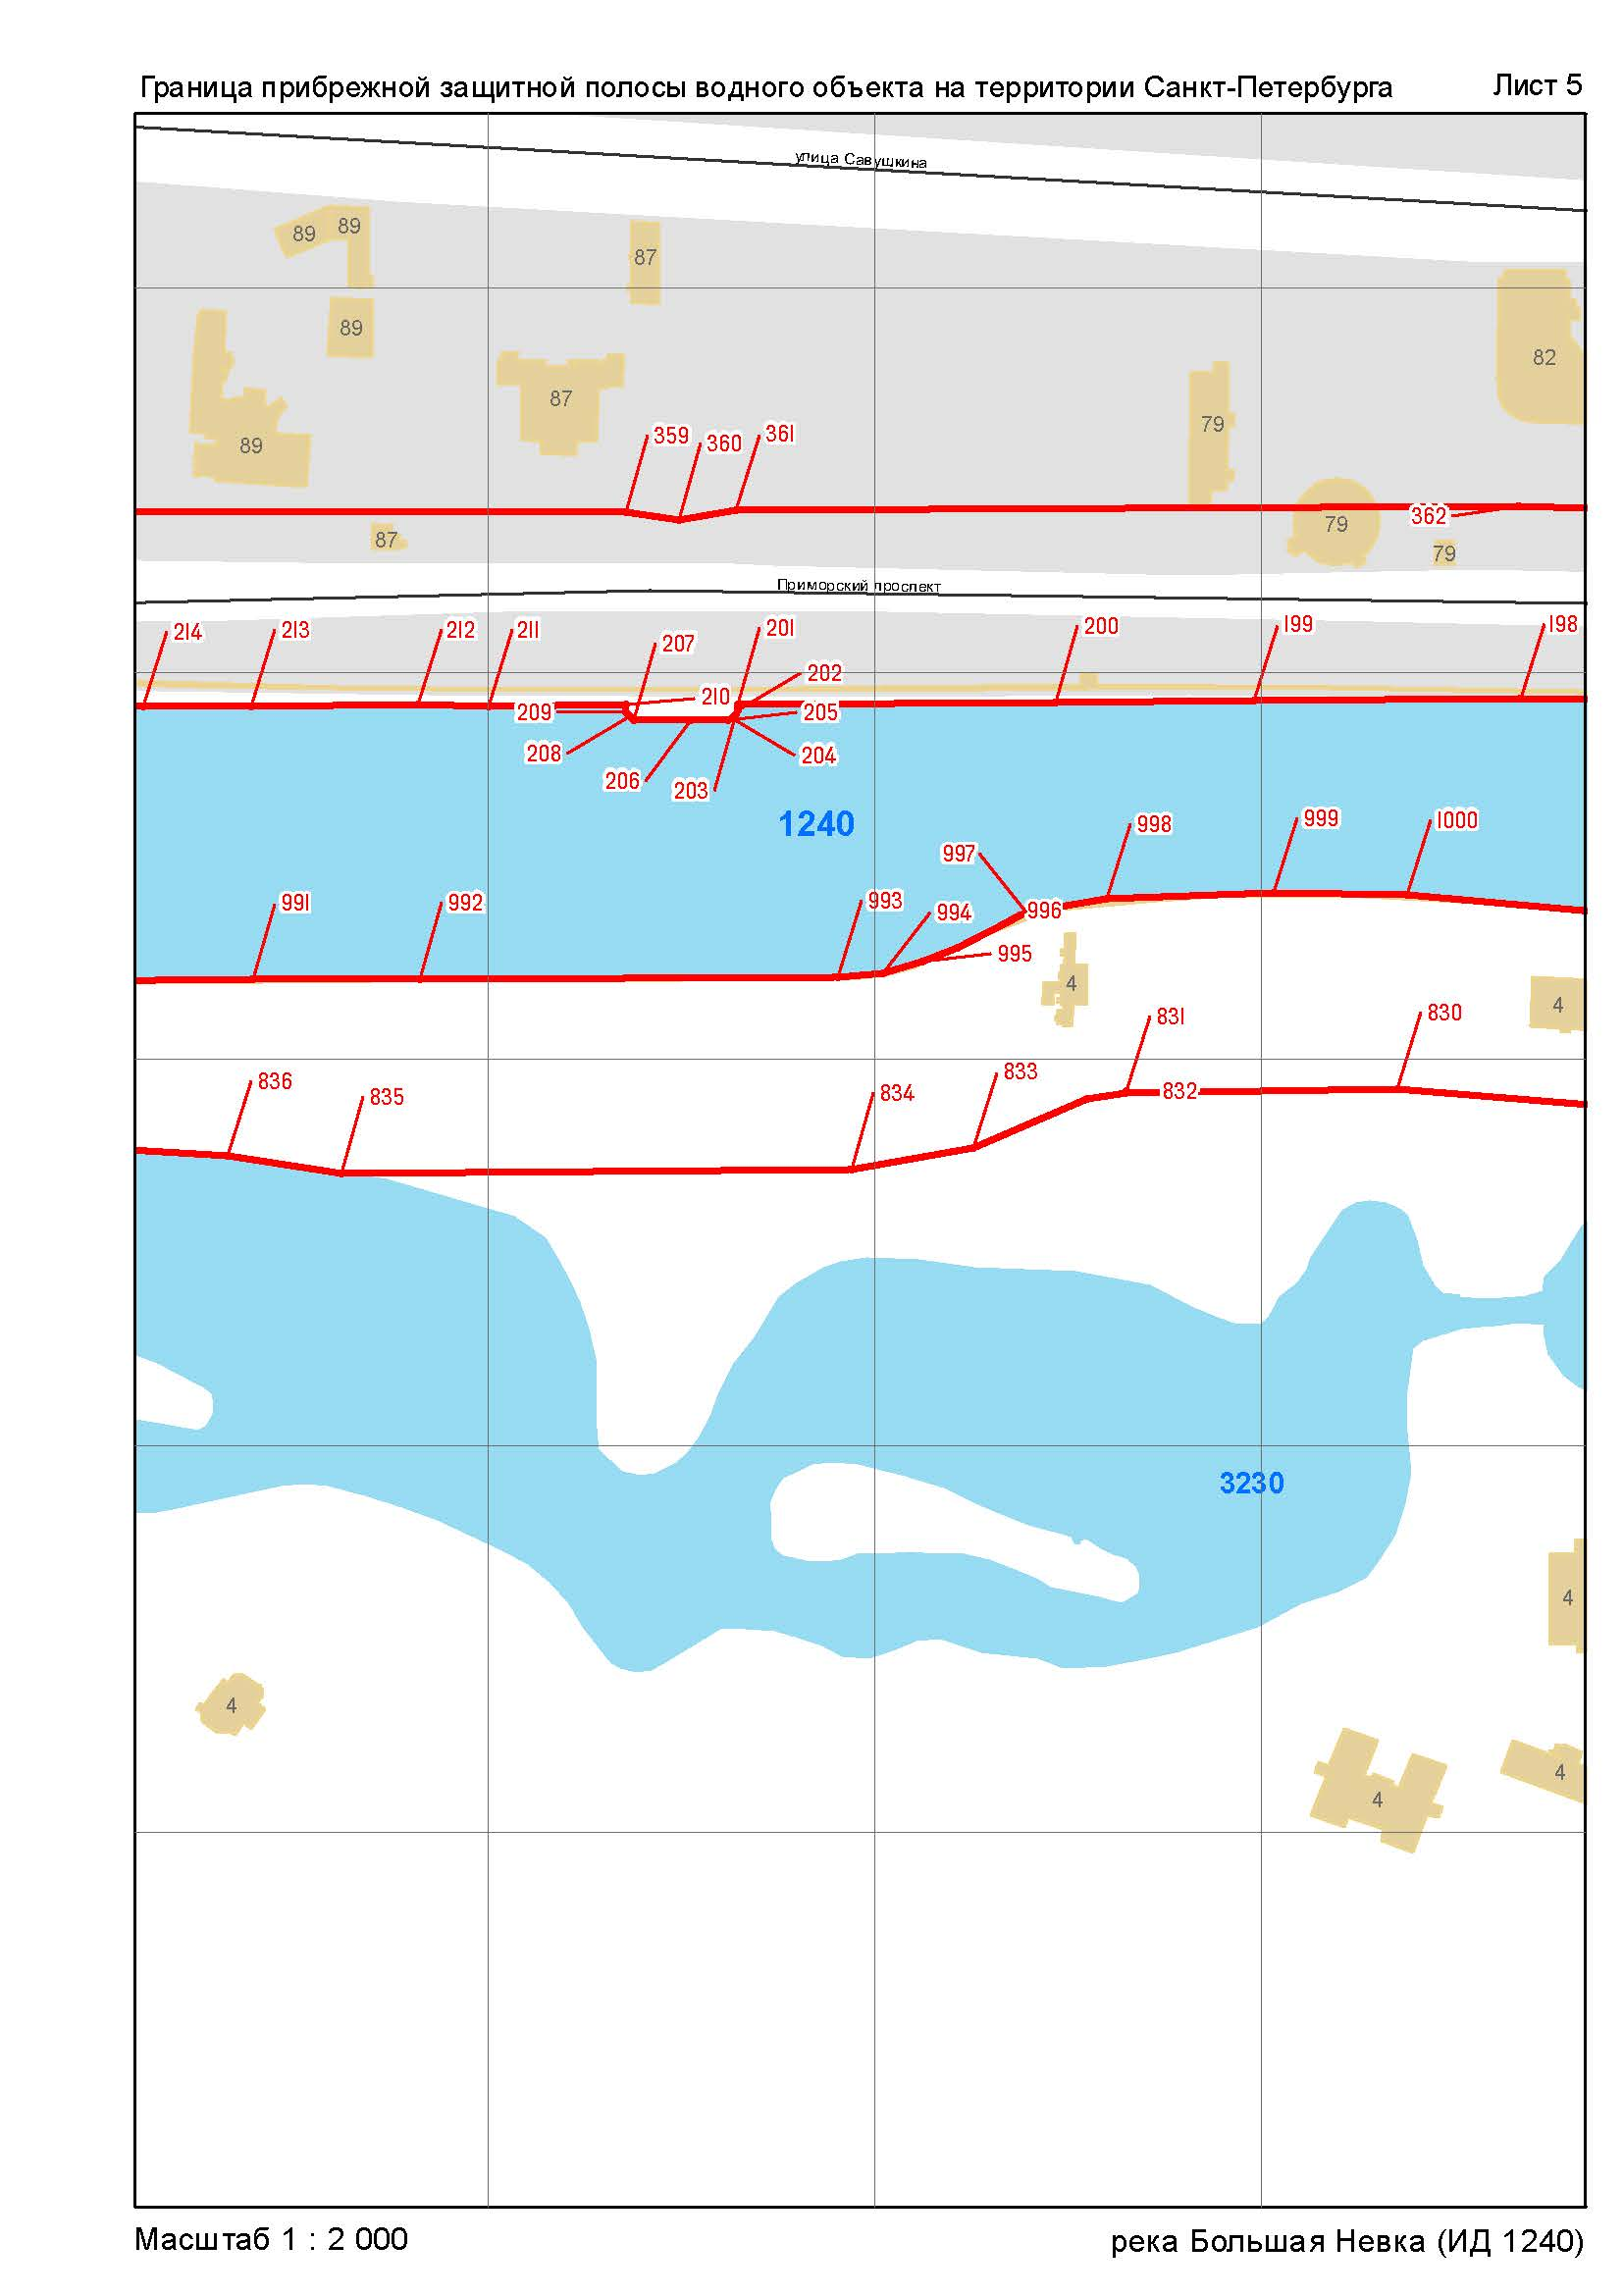 Граница прибрежной защитной полосы водного объекта на территории Санкт-Петербурга Лист 5
улица Савушкина
89 89
87
89
82
87
79
89
359 360 361
362
79
87
79
Приморский проспект
214 213 212 211 207 201 200 199 198
202
210
209 205
208 204
206 203
1240
998 999 1000
997
991 992 993 994 996
995
4
4
831 830
836 835 834 833 832
3230
4
4
4
4
Масштаб 1 : 2 000
река Большая Невка (ИД 1240)